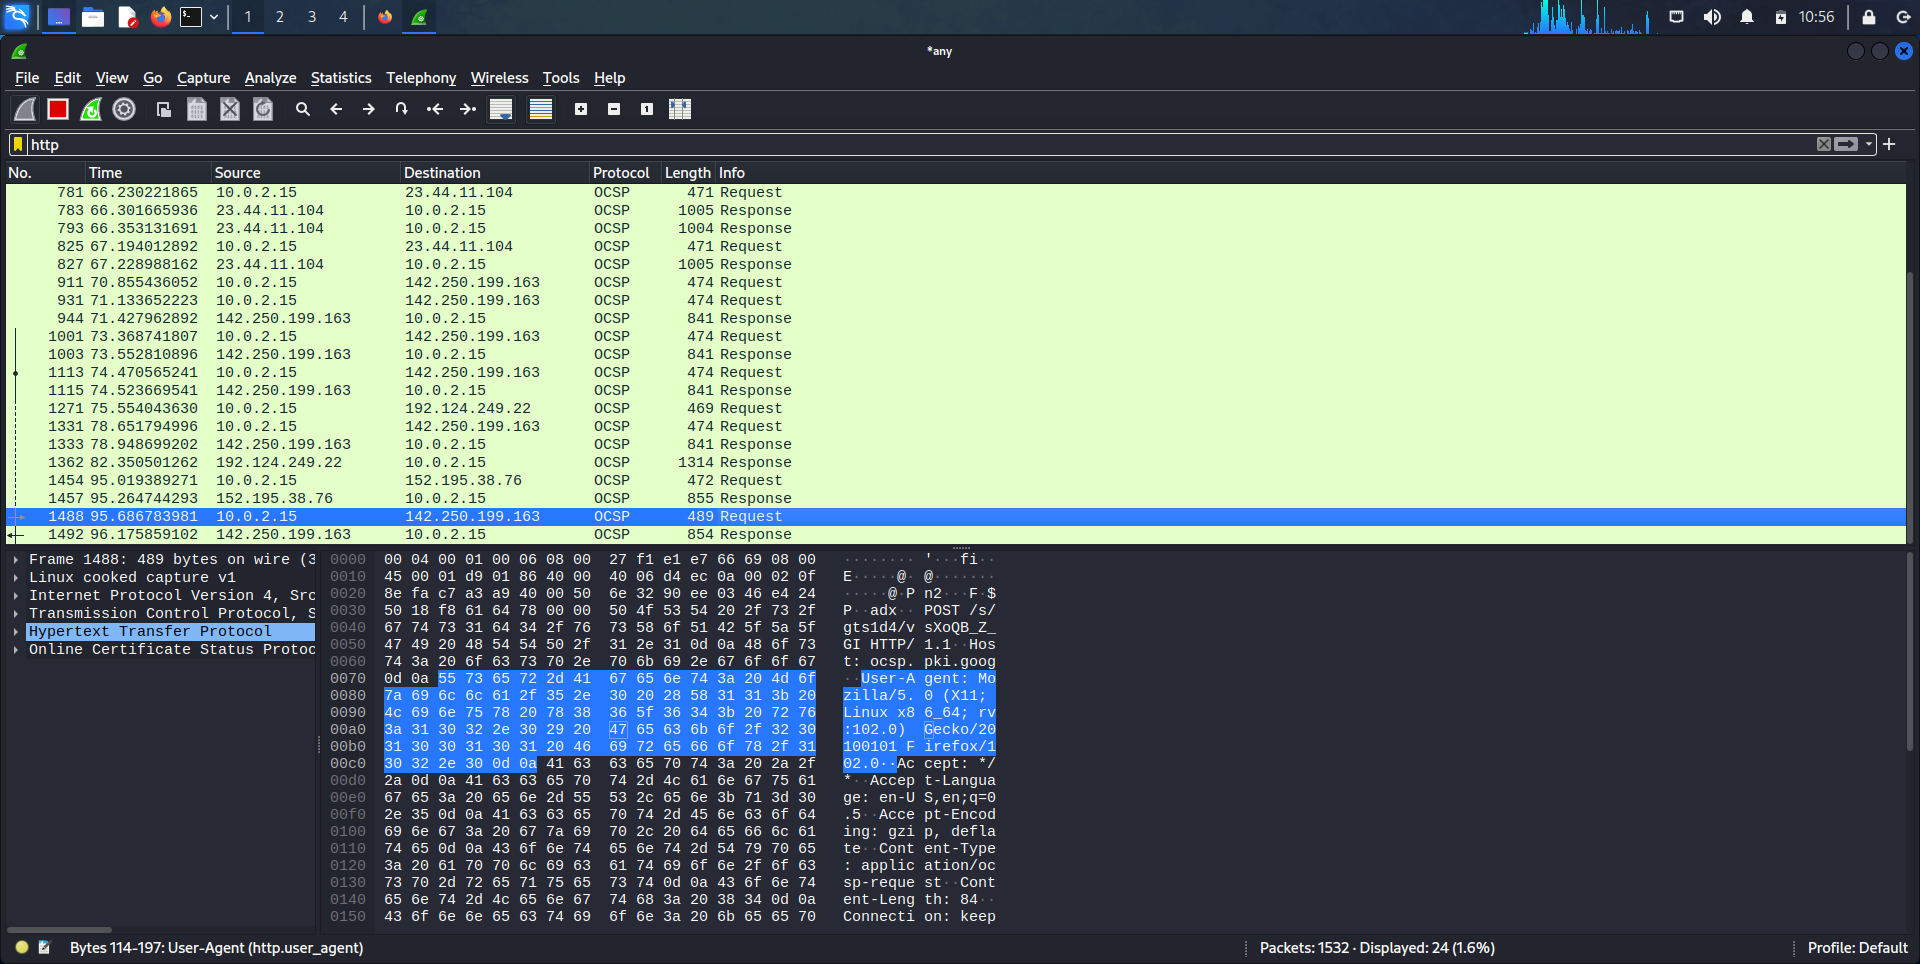 1 2 3 4 10:56
*any
File Edit View Go Capture Analyze Statistics Telephony Wireless Tools Help
http
No. Time Source Destination Protocol Length Info
781 66.230221865 10.0.2.15 23.44.11.104 OCSP 471 Request
783 66.301665936 23.44.11.104 10.0.2.15 OCSP 1005 Response
793 66.353131691 23.44.11.104 10.0.2.15 OCSP 1004 Response
825 67.194012892 10.0.2.15 23.44.11.104 OCSP 471 Request
827 67.228988162 23.44.11.104 10.0.2.15 OCSP 1005 Response
911 70.855436052 10.0.2.15 142.250.199.163 OCSP 474 Request
931 71.133652223 10.0.2.15 142.250.199.163 OCSP 474 Request
944 71.427962892 142.250.199.163 10.0.2.15 OCSP 841 Response
1001 73.368741807 10.0.2.15 142.250.199.163 OCSP 474 Request
1003 73.552810896 142.250.199.163 10.0.2.15 OCSP 841 Response
1113 74.470565241 10.0.2.15 142.250.199.163 OCSP 474 Request
1115 74.523669541 142.250.199.163 10.0.2.15 OCSP 841 Response
1271 75.554043630 10.0.2.15 192.124.249.22 OCSP 469 Request
1331 78.651794996 10.0.2.15 142.250.199.163 OCSP 474 Request
1333 78.948699202 142.250.199.163 10.0.2.15 OCSP 841 Response
1362 82.350501262 192.124.249.22 10.0.2.15 OCSP 1314 Response
1454 95.019389271 10.0.2.15 152.195.38.76 OCSP 472 Request
1457 95.264744293 152.195.38.76 10.0.2.15 OCSP 855 Response
1488 95.686783981 10.0.2.15 142.250.199.163 OCSP 489 Request
1492 96.175859102 142.250.199.163 10.0.2.15 OCSP 854 Response
Frame 1488: 489 bytes on wire (3
Linux cooked capture v1
Internet Protocol Version 4, Src
Transmission Control Protocol, S
Hypertext Transfer Protocol
Online Certificate Status Protoc
0000 00 04 00 01 00 06 08 00 27 f1 e1 e7 66 69 08 00 ········ '···fi··
0010 45 00 01 d9 01 86 40 00 40 06 d4 ec 0a 00 02 0f E·····@· @·······
0020 8e fa c7 a3 a9 40 00 50 6e 32 90 ee 03 46 e4 24 ·····@·P n2···F·$
0030 50 18 f8 61 64 78 00 00 50 4f 53 54 20 2f 73 2f P··adx·· POST /s/
0040 67 74 73 31 64 34 2f 76 73 58 6f 51 42 5f 5a 5f gts1d4/v sXoQB_Z_
0050 47 49 20 48 54 54 50 2f 31 2e 31 0d 0a 48 6f 73 GI HTTP/ 1.1··Hos
0060 74 3a 20 6f 63 73 70 2e 70 6b 69 2e 67 6f 6f 67 t: ocsp. pki.goog
0070 0d 0a 55 73 65 72 2d 41 67 65 6e 74 3a 20 4d 6f ··User-A gent: Mo
0080 7a 69 6c 6c 61 2f 35 2e 30 20 28 58 31 31 3b 20 zilla/5. 0 (X11;
0090 4c 69 6e 75 78 20 78 38 36 5f 36 34 3b 20 72 76 Linux x8 6_64; rv
00a0 3a 31 30 32 2e 30 29 20 47 65 63 6b 6f 2f 32 30 :102.0) Gecko/20
00b0 31 30 30 31 30 31 20 46 69 72 65 66 6f 78 2f 31 100101 F irefox/1
00c0 30 32 2e 30 0d 0a 41 63 63 65 70 74 3a 20 2a 2f 02.0··Ac cept: */
00d0 2a 0d 0a 41 63 63 65 70 74 2d 4c 61 6e 67 75 61 *··Accep t-Langua
00e0 67 65 3a 20 65 6e 2d 55 53 2c 65 6e 3b 71 3d 30 ge: en-U S,en;q=0
00f0 2e 35 0d 0a 41 63 63 65 70 74 2d 45 6e 63 6f 64 .5··Acce pt-Encod
0100 69 6e 67 3a 20 67 7a 69 70 2c 20 64 65 66 6c 61 ing: gzi p, defla
0110 74 65 0d 0a 43 6f 6e 74 65 6e 74 2d 54 79 70 65 te··Cont ent-Type
0120 3a 20 61 70 70 6c 69 63 61 74 69 6f 6e 2f 6f 63 : applic ation/oc
0130 73 70 2d 72 65 71 75 65 73 74 0d 0a 43 6f 6e 74 sp-reque st··Cont
0140 65 6e 74 2d 4c 65 6e 67 74 68 3a 20 38 34 0d 0a ent-Leng th: 84··
0150 43 6f 6e 6e 65 63 74 69 6f 6e 3a 20 6b 65 65 70 Connecti on: keep
Bytes 114-197: User-Agent (http.user_agent) Packets: 1532 · Displayed: 24 (1.6%) Profile: Default